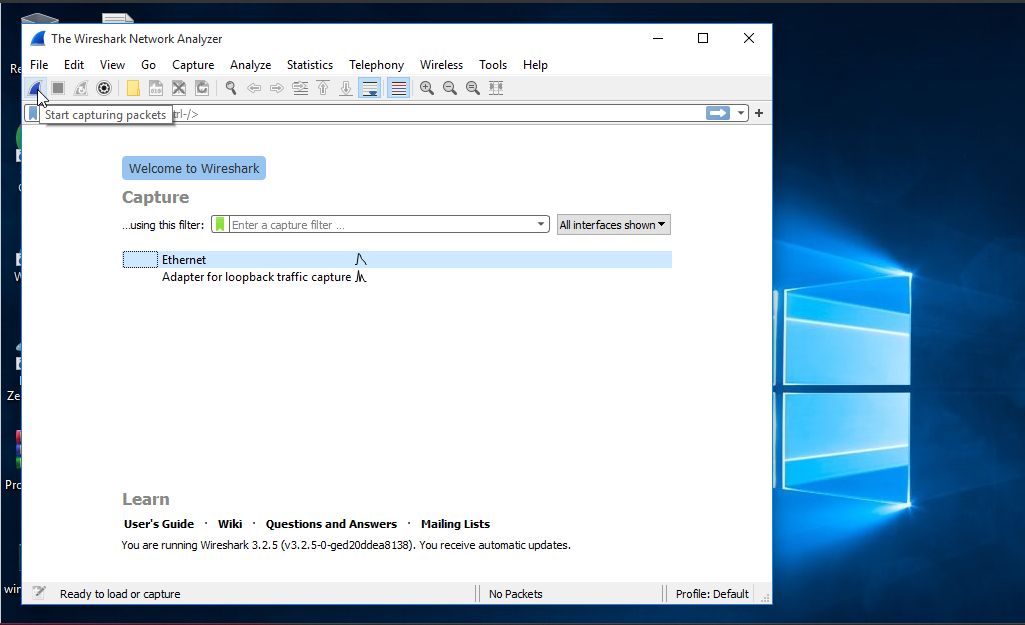 The Wireshark Network Analyzer
File Edit View Go Capture Analyze Statistics Telephony Wireless Tools Help
Start capturing packets
trl-/>
Welcome to Wireshark
Capture
...using this filter: Enter a capture filter ... All interfaces shown
Ethernet
Adapter for loopback traffic capture
Learn
User's Guide · Wiki · Questions and Answers · Mailing Lists
You are running Wireshark 3.2.5 (v3.2.5-0-ged20ddea8138). You receive automatic updates.
Ready to load or capture No Packets Profile: Default
Re
W
Ze
Pro
win